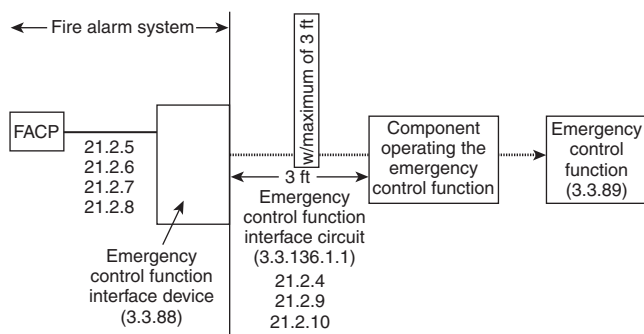 Fire alarm system
FACP
21.2.5
21.2.6
21.2.7
21.2.8
Emergency
control function
interface device
(3.3.88)
w/maximum of 3 ft
3 ft
Emergency
control function
interface circuit
(3.3.136.1.1)
21.2.4
21.2.9
21.2.10
Component
operating the
emergency
control function
Emergency
control
function
(3.3.89)